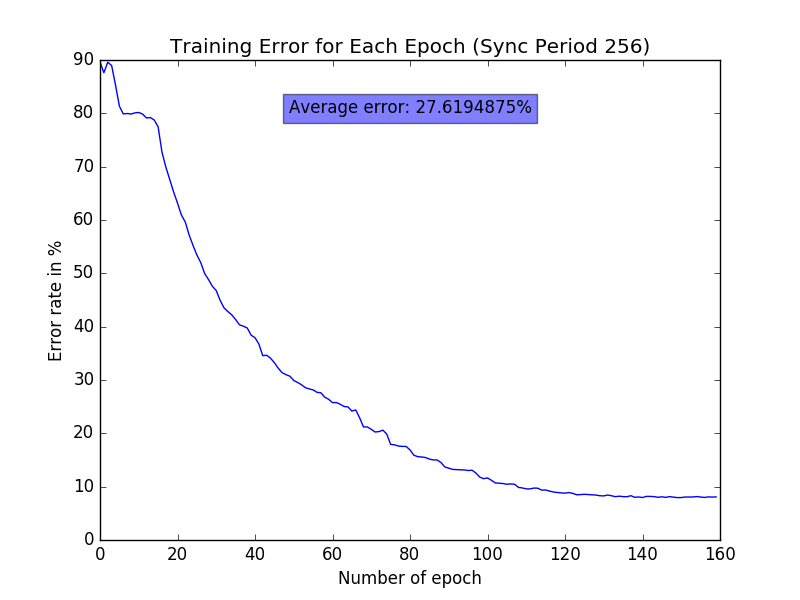 Training Error for Each Epoch (Sync Period 256)
Average error: 27.6194875%
Error rate in %
90
80
70
60
50
40
30
20
10
0
0 20 40 60 80 100 120 140 160
Number of epoch